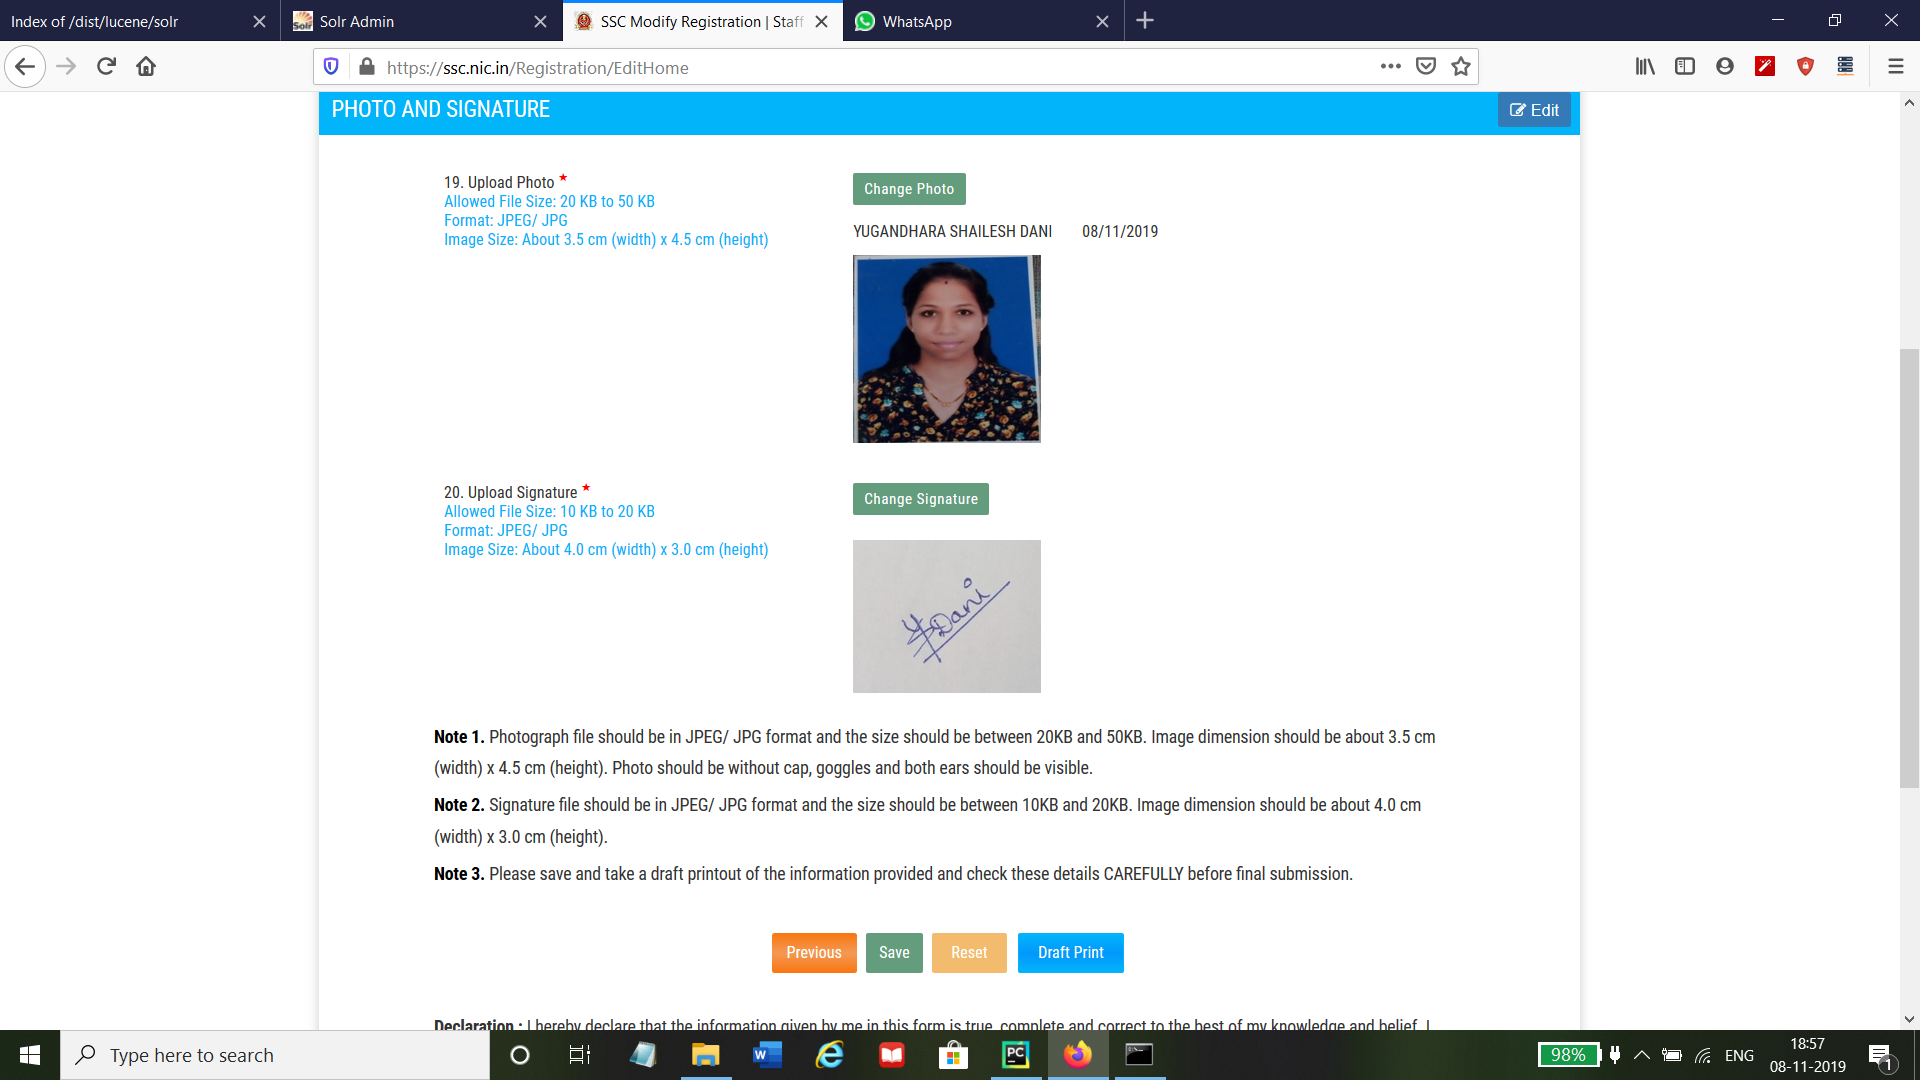 Index of /dist/lucene/solr
Solr Admin
SSC Modify Registration | Staff
WhatsApp
https://ssc.nic.in/Registration/EditHome
PHOTO AND SIGNATURE
Edit
19. Upload Photo *
Allowed File Size: 20 KB to 50 KB
Format: JPEG/ JPG
Image Size: About 3.5 cm (width) x 4.5 cm (height)
Change Photo
YUGANDHARA SHAILESH DANI 08/11/2019
20. Upload Signature *
Allowed File Size: 10 KB to 20 KB
Format: JPEG/ JPG
Image Size: About 4.0 cm (width) x 3.0 cm (height)
Change Signature
YDani
Note 1. Photograph file should be in JPEG/ JPG format and the size should be between 20KB and 50KB. Image dimension should be about 3.5 cm
(width) x 4.5 cm (height). Photo should be without cap, goggles and both ears should be visible.
Note 2. Signature file should be in JPEG/ JPG format and the size should be between 10KB and 20KB. Image dimension should be about 4.0 cm
(width) x 3.0 cm (height).
Note 3. Please save and take a draft printout of the information provided and check these details CAREFULLY before final submission.
Previous
Save
Reset
Draft Print
Declaration : I hereby declare that the information given by me in this form is true, complete and correct to the best of my knowledge and belief. I
Type here to search
98%
ENG
18:57
08-11-2019
1